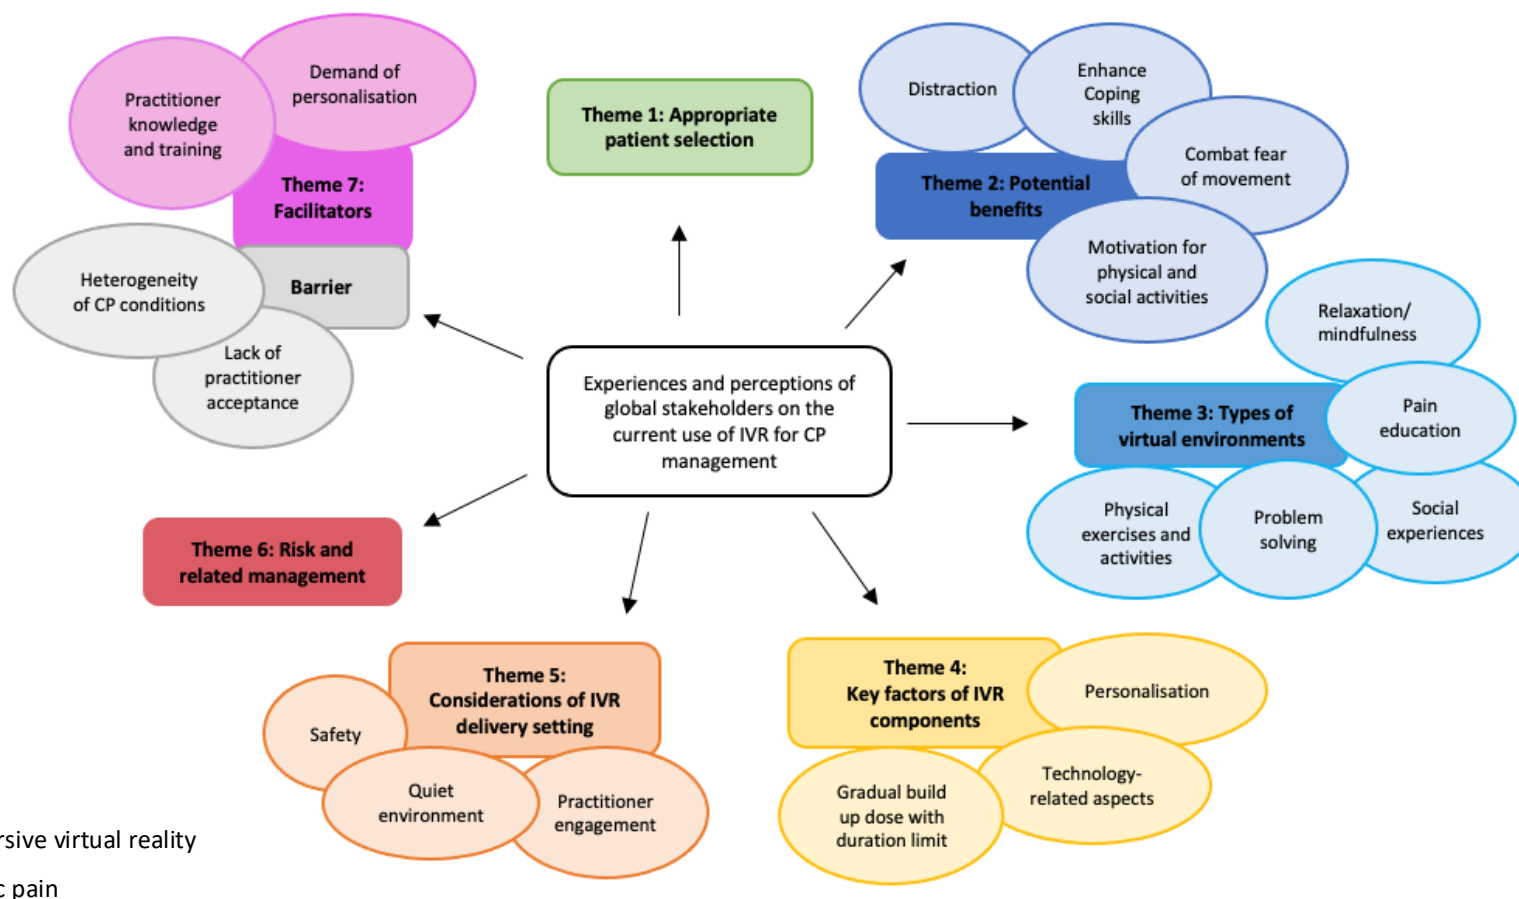 Demand of
personalisation
Practitioner
knowledge
and training
Theme 7:
Facilitators
Heterogeneity
of CP conditions
Barrier
Lack of
practitioner
acceptance
Theme 1: Appropriate
patient selection
Distraction
Enhance
Coping
skills
Combat fear
of movement
Theme 2: Potential
benefits
Motivation for
physical and
social activities
Relaxation/
mindfulness
Theme 3: Types of
virtual environments
Pain
education
Physical
exercises and
activities
Problem
solving
Social
experiences
Experiences and perceptions of
global stakeholders on the
current use of IVR for CP
management
Theme 6: Risk and
related management
Theme 5:
Considerations of IVR
delivery setting
Safety
Quiet
environment
Practitioner
engagement
Theme 4:
Key factors of IVR
components
Personalisation
Technology-
related aspects
Gradual build
up dose with
duration limit
virtual reality
pain